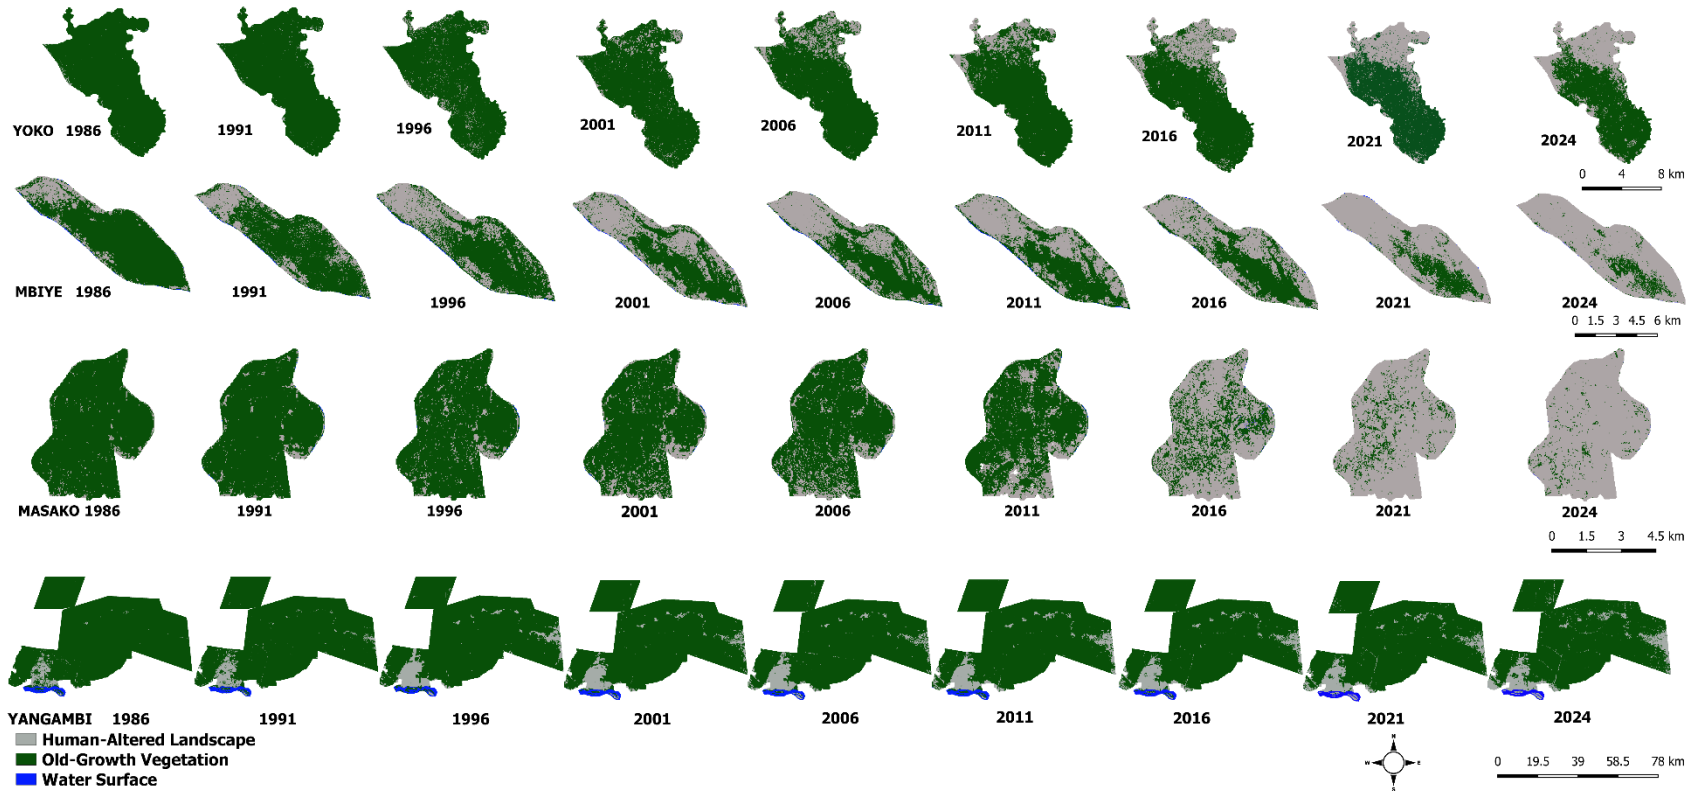 YOKO 1986 1991 1996 2001 2006 2011 2016 2021 2024
0 4 8 km
MBIYE 1986 1991 1996 2001 2006 2011 2016 2021 2024
0 1.5 3 4.5 6 km
MASAKO 1986 1991 1996 2001 2006 2011 2016 2021 2024
0 1.5 3 4.5 km
YANGAMBI 1986 1991 1996 2001 2006 2011 2016 2021 2024
Human-Altered Landscape
Old-Growth Vegetation
Water Surface
N
W E
S
0 19.5 39 58.5 78 km